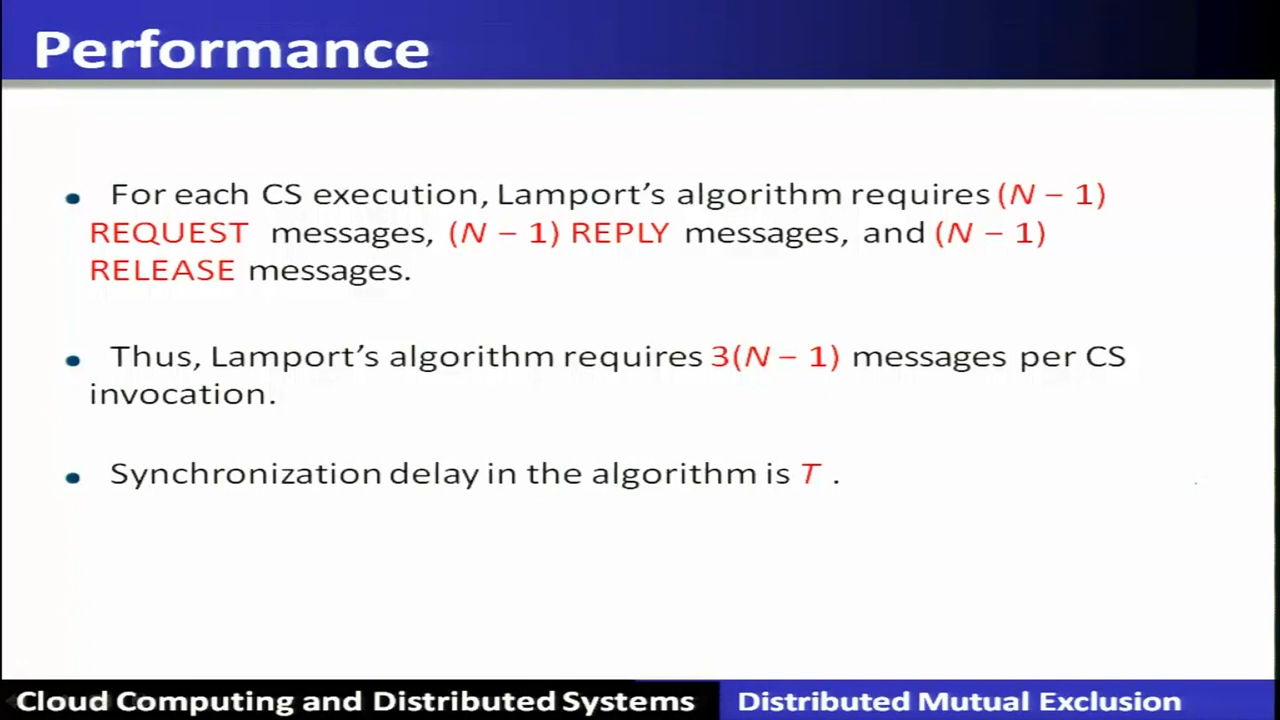 Performance
For each CS execution, Lamport's algorithm requires (N − 1)
REQUEST messages, (N − 1) REPLY messages, and (N − 1)
RELEASE messages.
Thus, Lamport's algorithm requires 3(N − 1) messages per CS
invocation.
Synchronization delay in the algorithm is T .
Cloud Computing and Distributed Systems
Distributed Mutual Exclusion